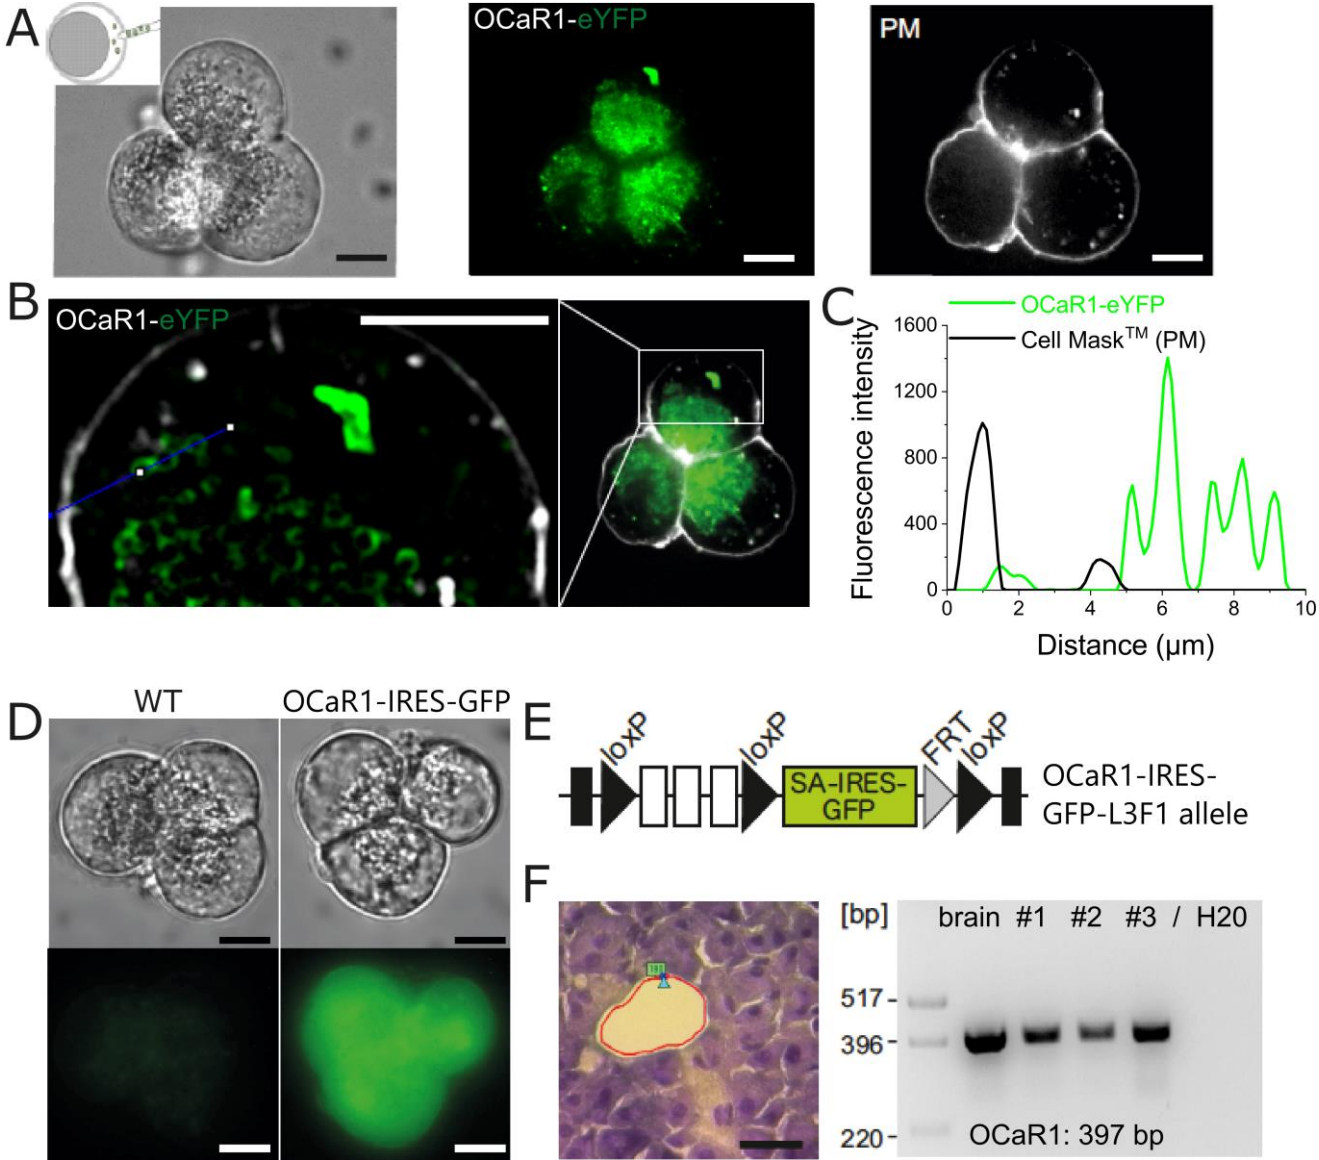 A
OCaR1-eYFP
PM
B
OCaR1-eYFP
C
OCaR1-eYFP
Cell Mask™ (PM)
Fluorescence intensity
1600
1200
800
400
0
0 2 4 6 8 10
Distance (µm)
D
WT
OCaR1-IRES-GFP
E
loxP
loxP
FRT
loxP
SA-IRES-
GFP
OCaR1-IRES-
GFP-L3F1 allele
F
[bp]
brain #1 #2 #3 / H20
517
396
220
OCaR1: 397 bp